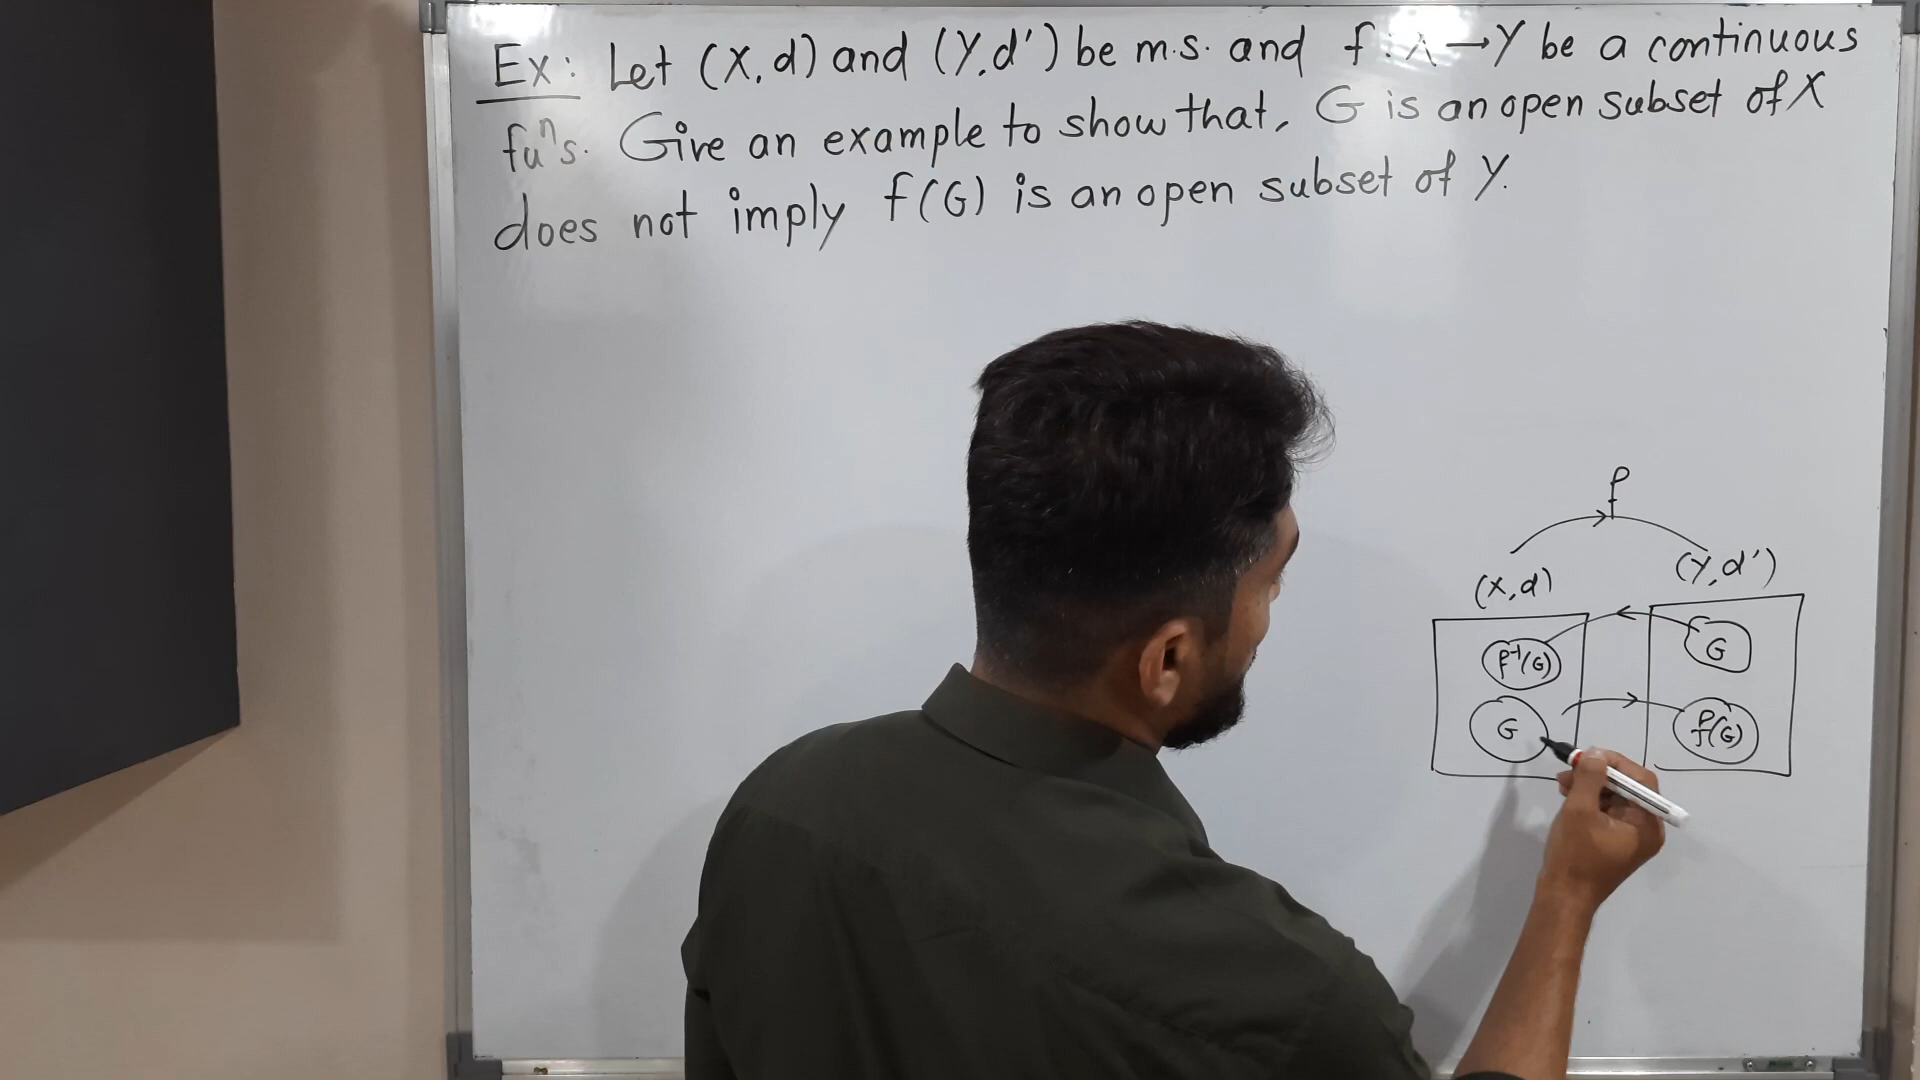 Ex: Let (X,d) and (Y,d') be m.s. and f: X→Y be a continuous
fuⁿs. Give an example to show that, G is an open subset of X
does not imply f(G) is an open subset of Y.
f
(X,d) (Y,d')
f⁻¹(G) G
G f(G)